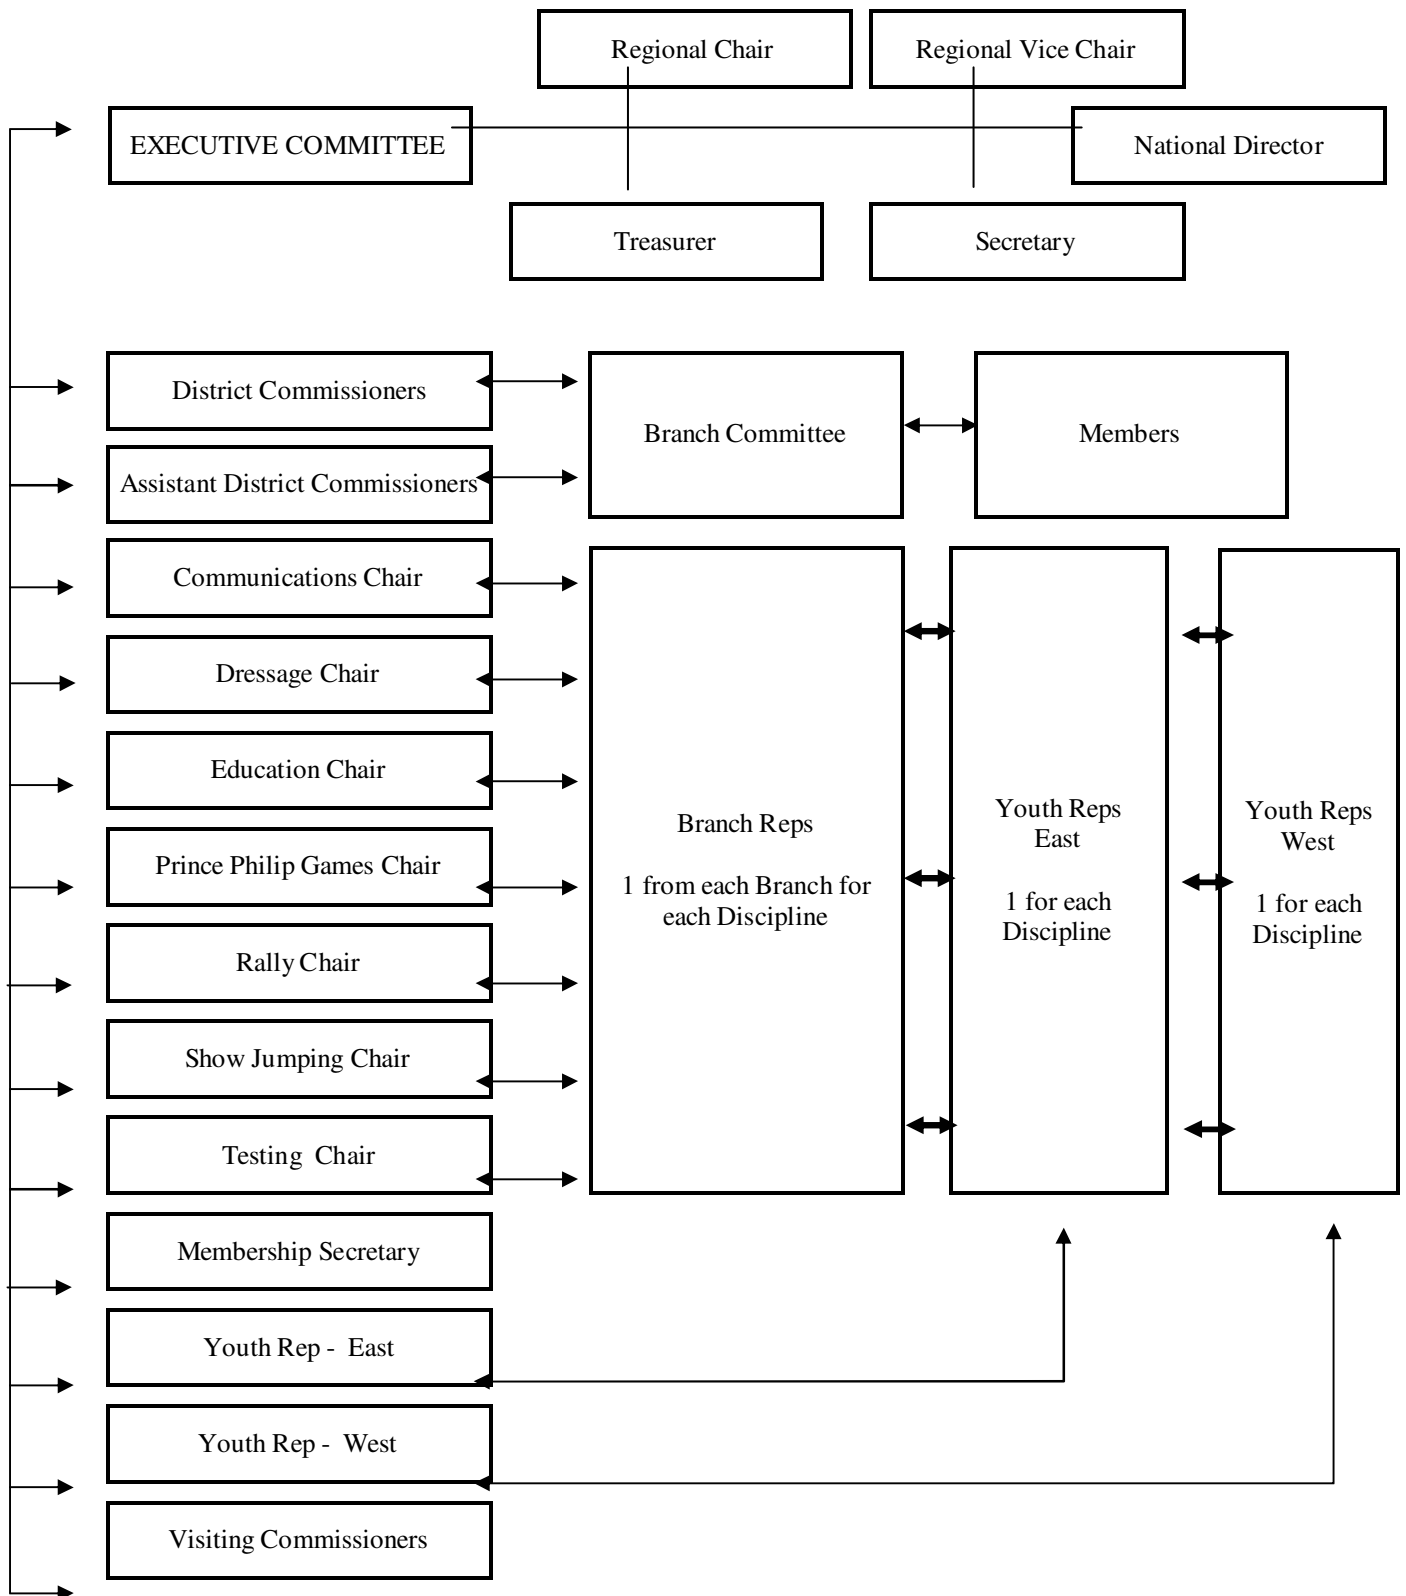 Regional Chair
Regional Vice Chair
EXECUTIVE COMMITTEE
National Director
Treasurer
Secretary
District Commissioners
Branch Committee
Members
Assistant District Commissioners
Communications Chair
Dressage Chair
Education Chair
Prince Philip Games Chair
Rally Chair
Show Jumping Chair
Testing Chair
Branch Reps
1 from each Branch for
each Discipline
Youth Reps
East
1 for each
Discipline
Youth Reps
West
1 for each
Discipline
Membership Secretary
Youth Rep - East
Youth Rep - West
Visiting Commissioners